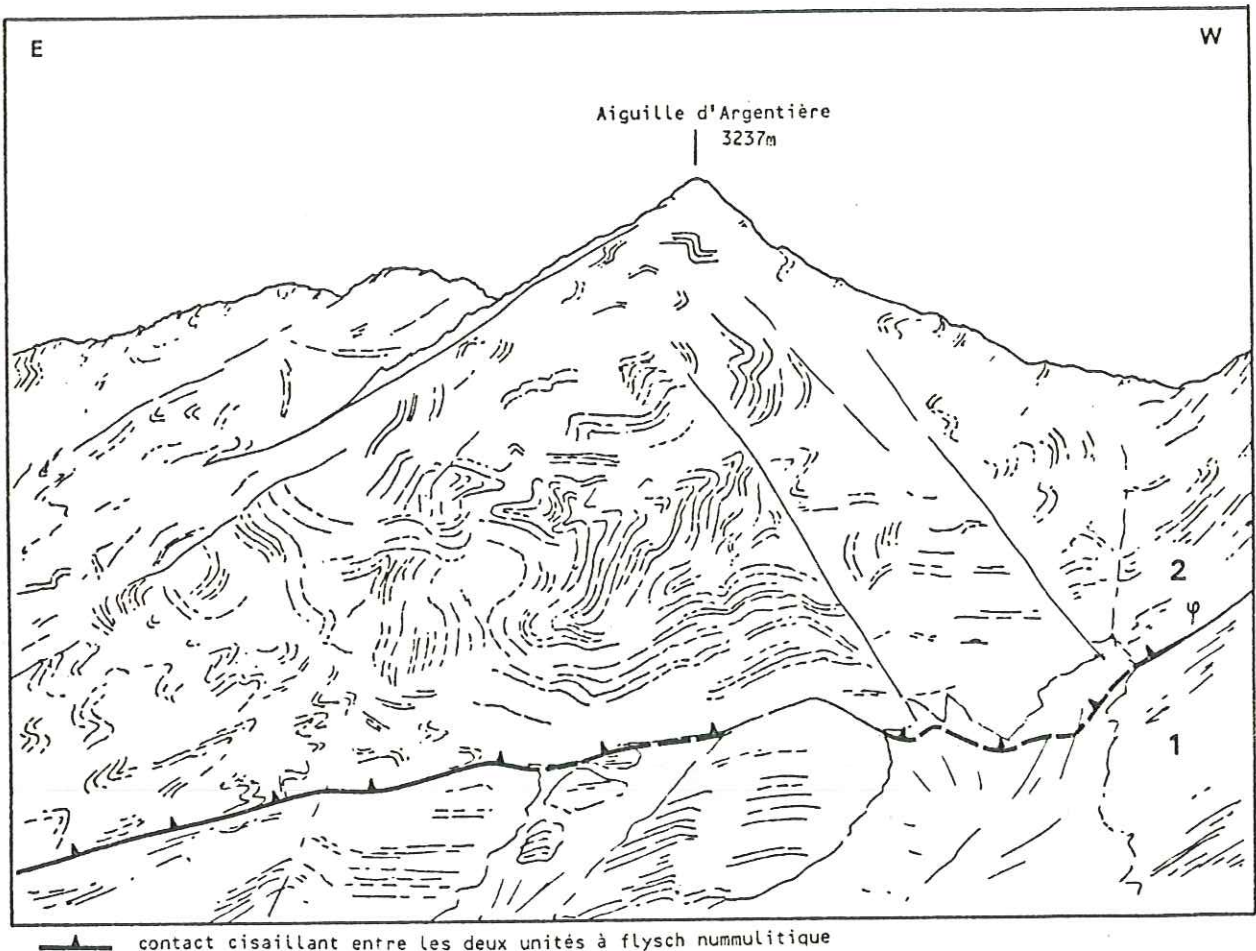 E
W
Aiguille d'Argentière
3237m
2
φ
1
contact cisaillant entre les deux unités à flysch nummulitique